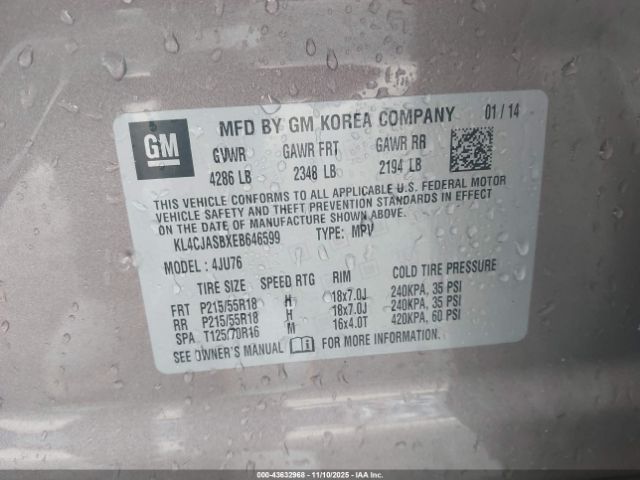 GM
MFD BY GM KOREA COMPANY 01 / 14
GVWR GAWR FRT GAWR RR
4286 LB 2348 LB 2194 LB
THIS VEHICLE CONFORMS TO ALL APPLICABLE U.S. FEDERAL MOTOR
VEHICLE SAFETY AND THEFT PREVENTION STANDARDS IN EFFECT
ON THE DATE OF MANUFACTURE SHOWN ABOVE.
KL4CJASBXEB646599 TYPE: MPV
MODEL : 4JU76
TIRE SIZE SPEED RTG RIM COLD TIRE PRESSURE
FRT P215/55R18 H 18x7.0J 240KPA, 35 PSI
RR P215/55R18 H 18x7.0J 240KPA, 35 PSI
SPA T125/70R16 M 16x4.0T 420KPA, 60 PSI
SEE OWNER'S MANUAL FOR MORE INFORMATION.
000-43632968 - 11/10/2025 - IAAI.COM